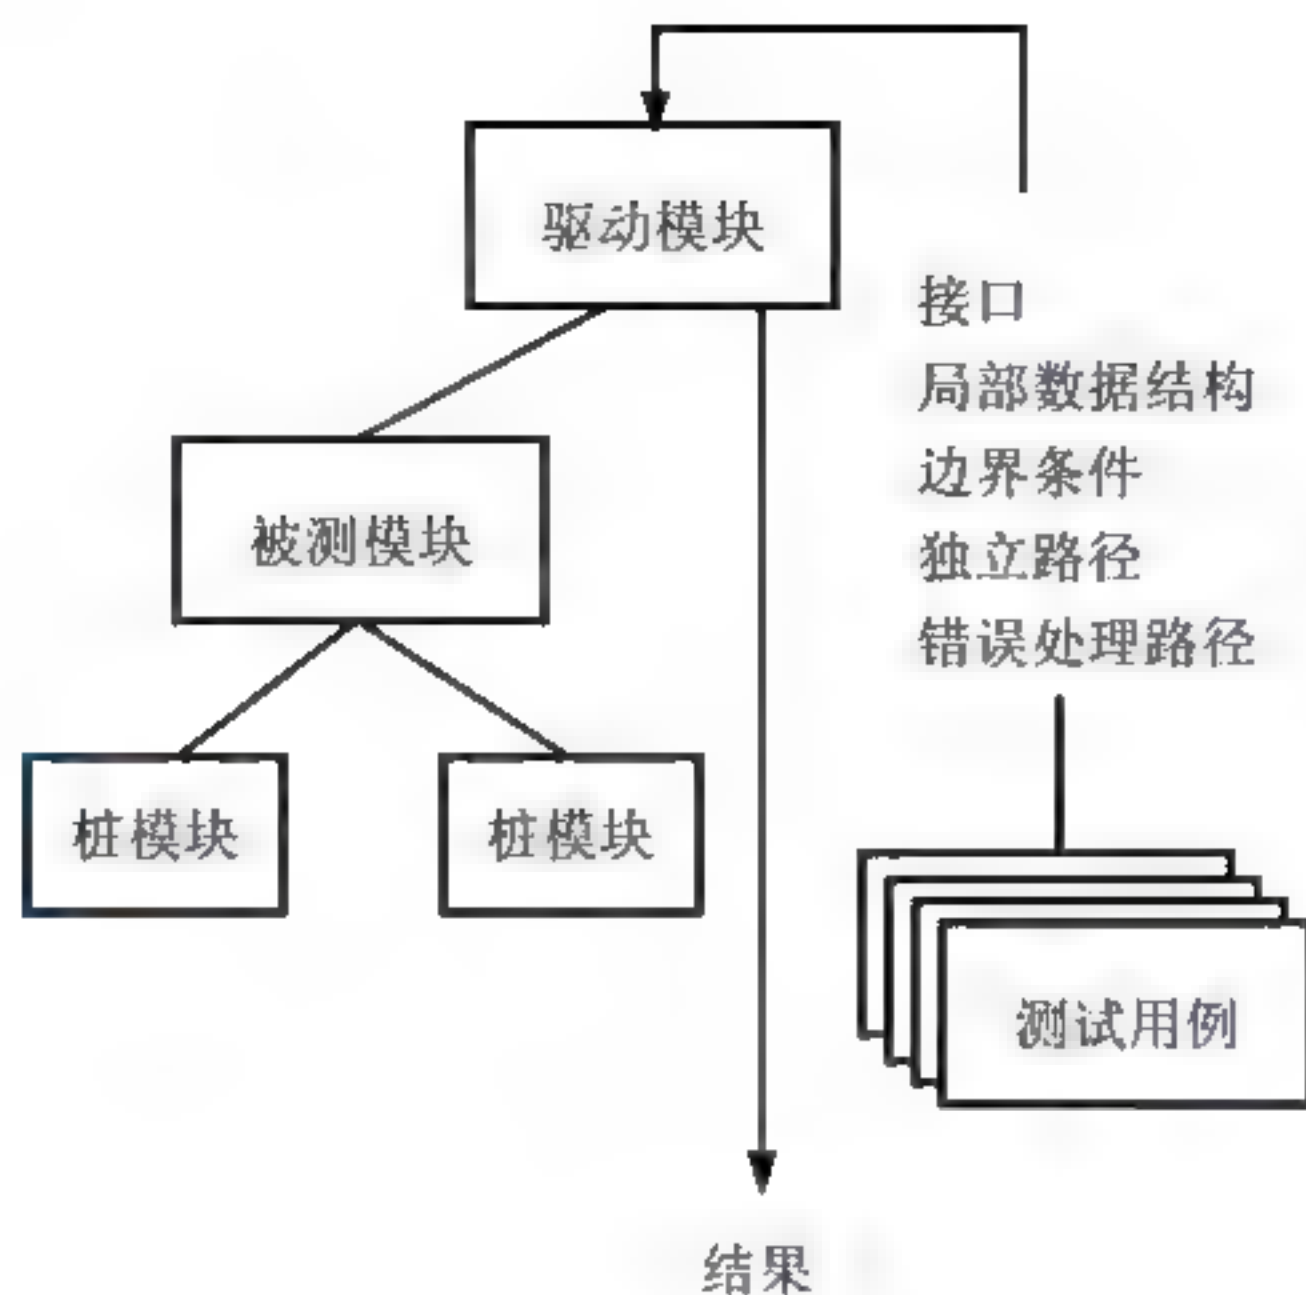 驱动模块
接口
局部数据结构
边界条件
独立路径
错误处理路径
被测模块
桩模块
桩模块
测试用例
结果